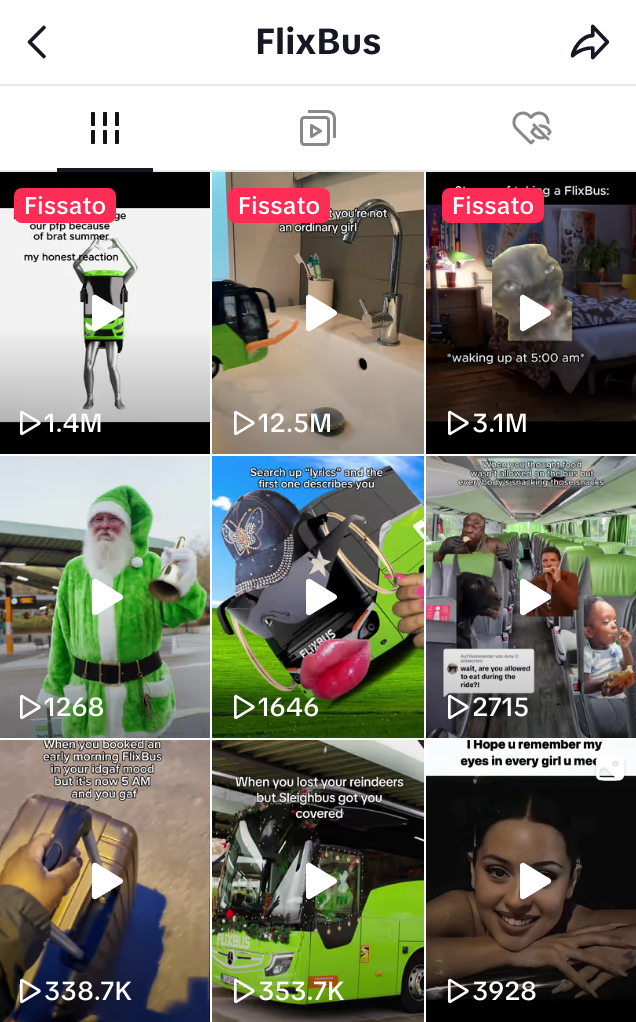 FlixBus
Fissato
ge
our pfp because
of brat summer
my honest reaction
1.4M
Fissato
t you're not
an ordinary girl
12.5M
Fissato
a FlixBus:
*waking up at 5:00 am*
3.1M
1268
Search up "lyrics" and the
first one describes you
FLIXBUS
1646
When you thought food
wasn't allowed on the bus but
everybody's snacking those snacks
wait, are you allowed
to eat during the
ride?!
2715
When you booked an
early morning FlixBus
in your idgaf mood
but it's now 5 AM
and you gaf
338.7K
When you lost your reindeers
but Sleighbus got you
covered
FLIXBUS
353.7K
I Hope u remember my
eyes in every girl u mee
3928